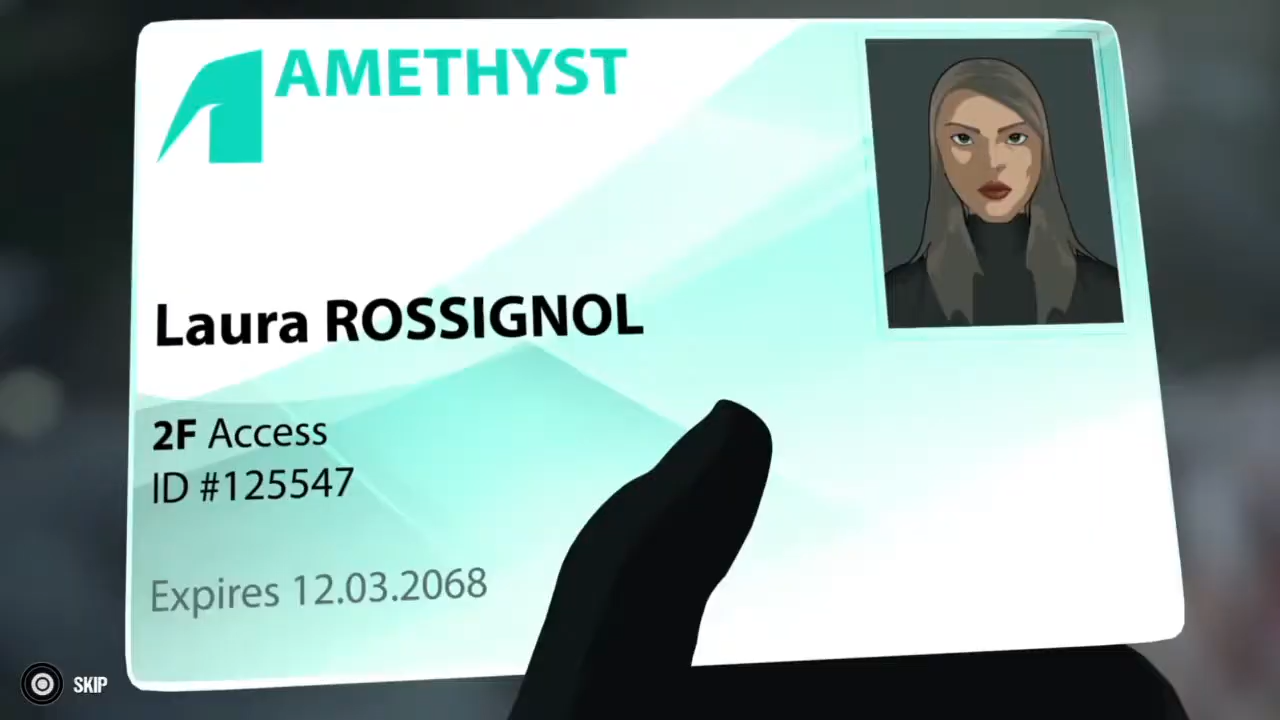 AMETHYST
Laura ROSSIGNOL
2F Access
ID #125547
Expires 12.03.2068
SKIP